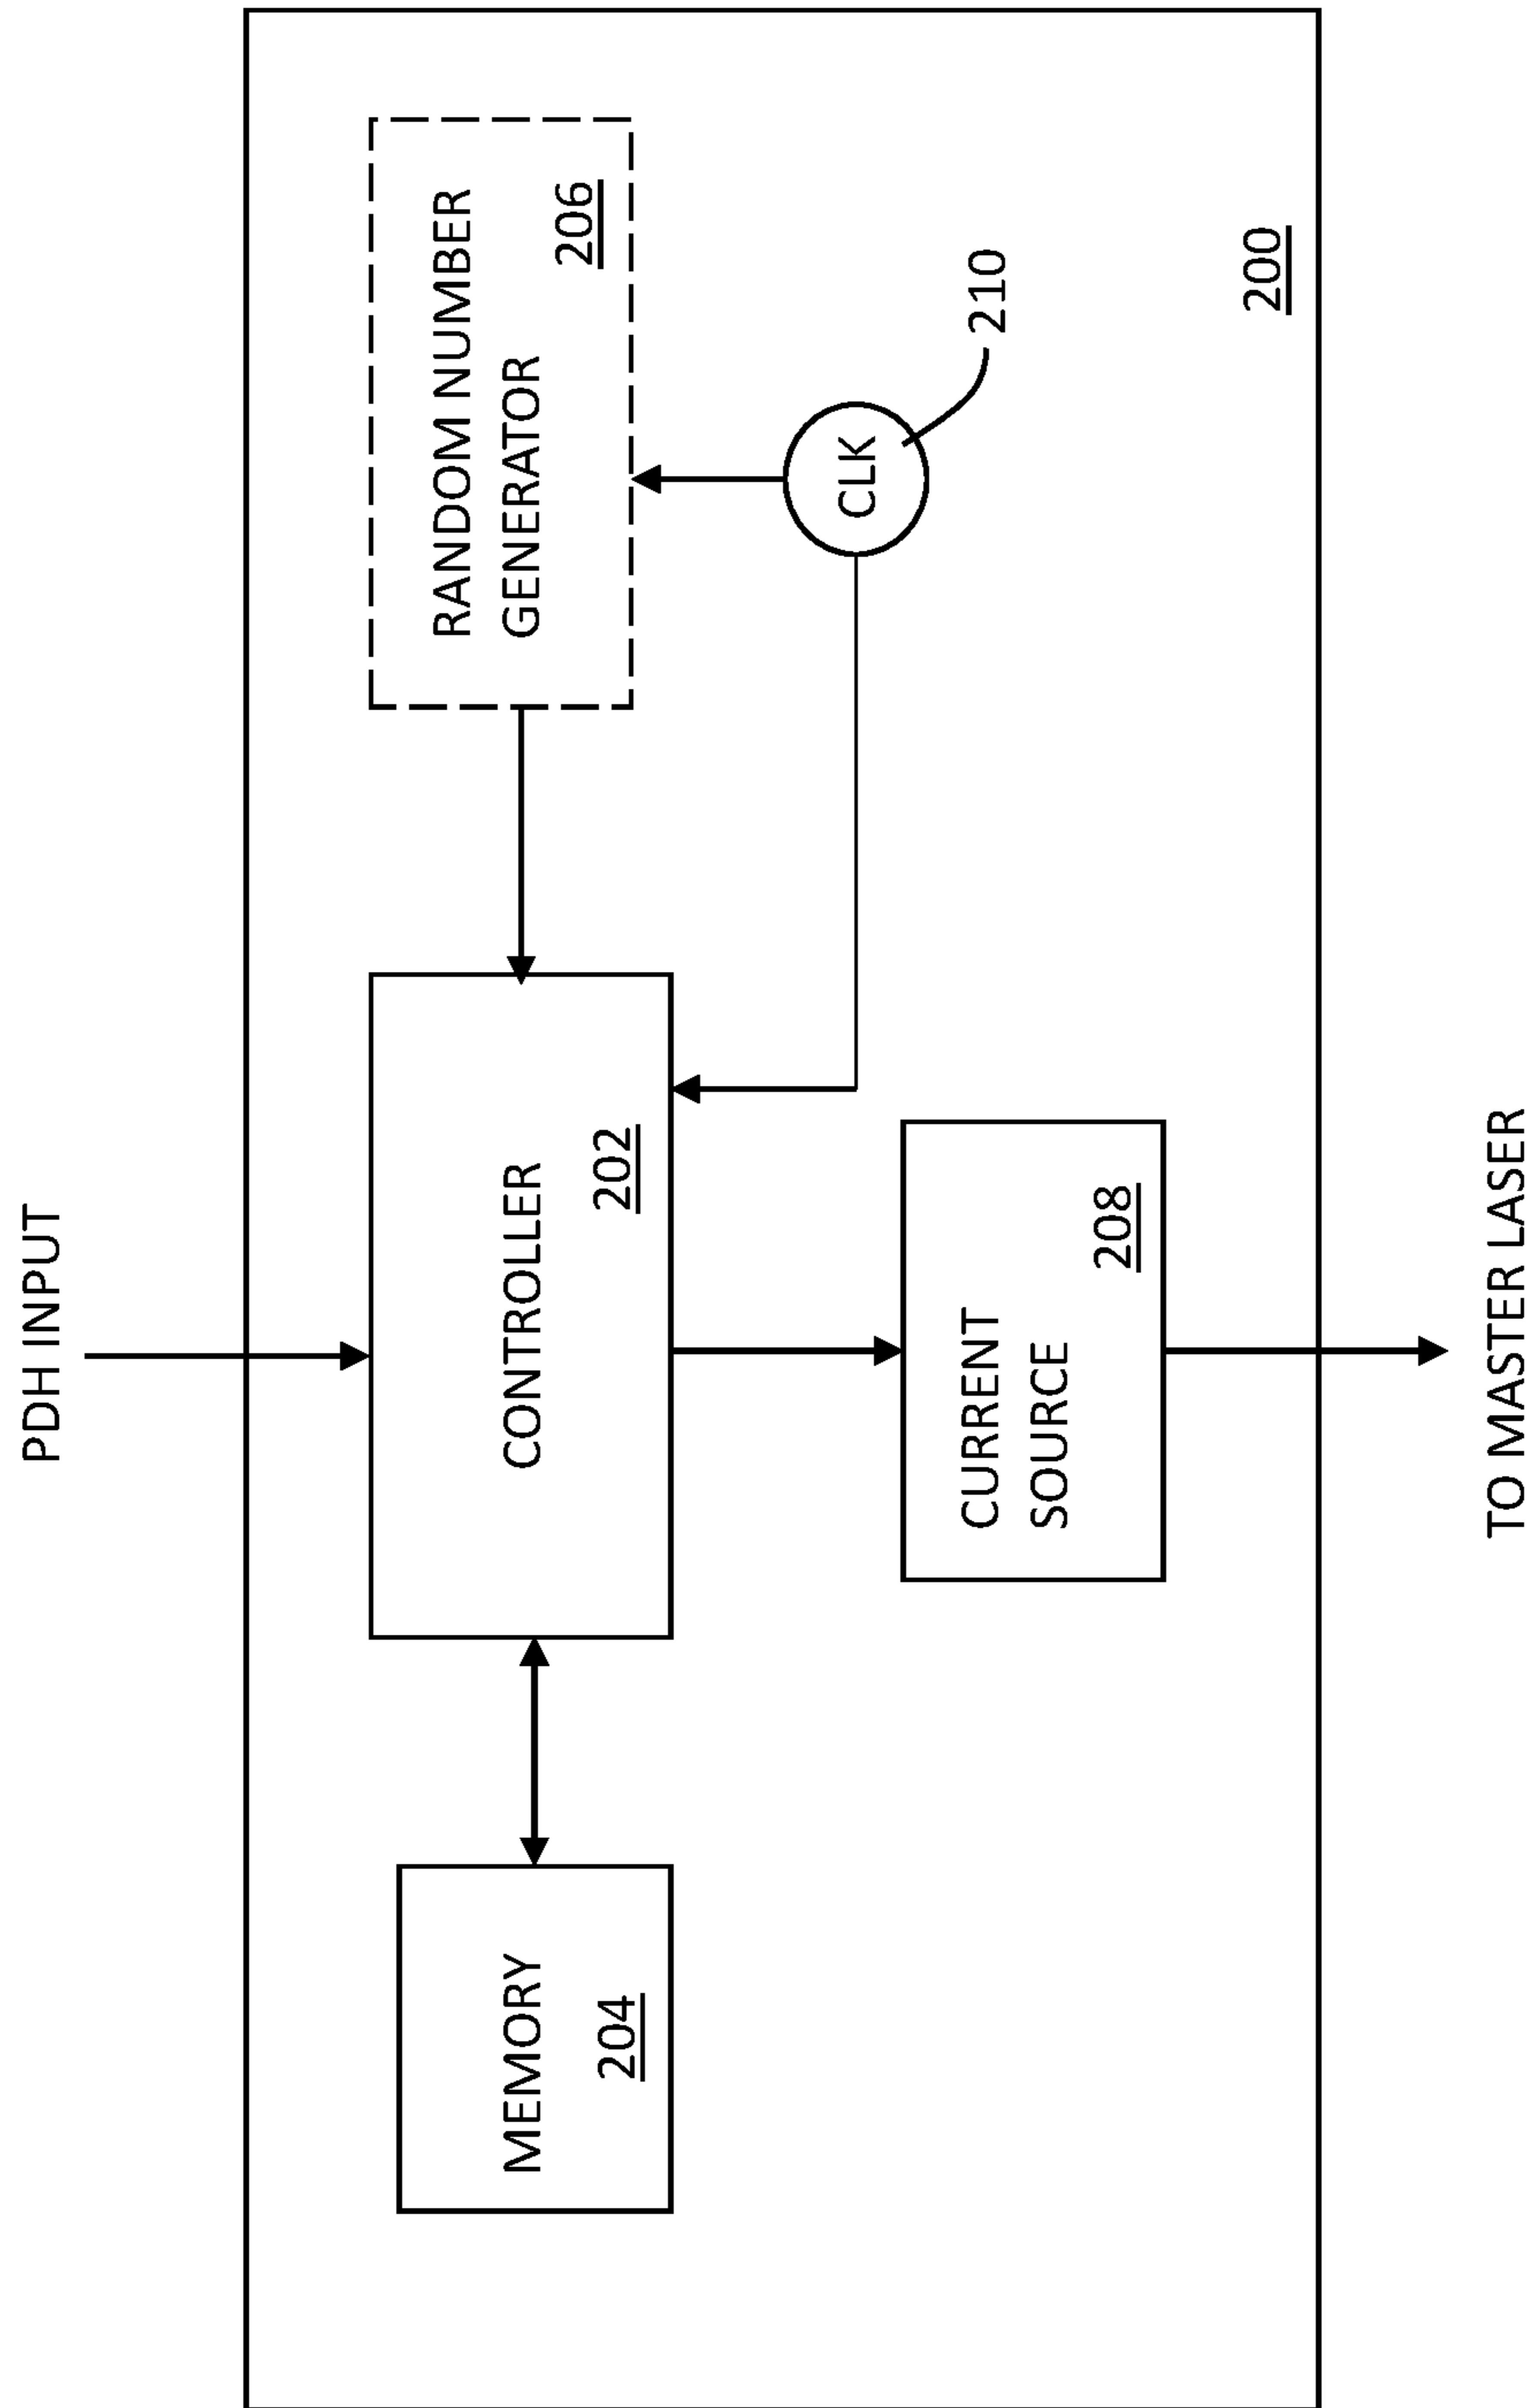 PDH INPUT
MEMORY
204
CONTROLLER
202
RANDOM NUMBER
GENERATOR
206
CLK
210
CURRENT
SOURCE
208
200
TO MASTER LASER